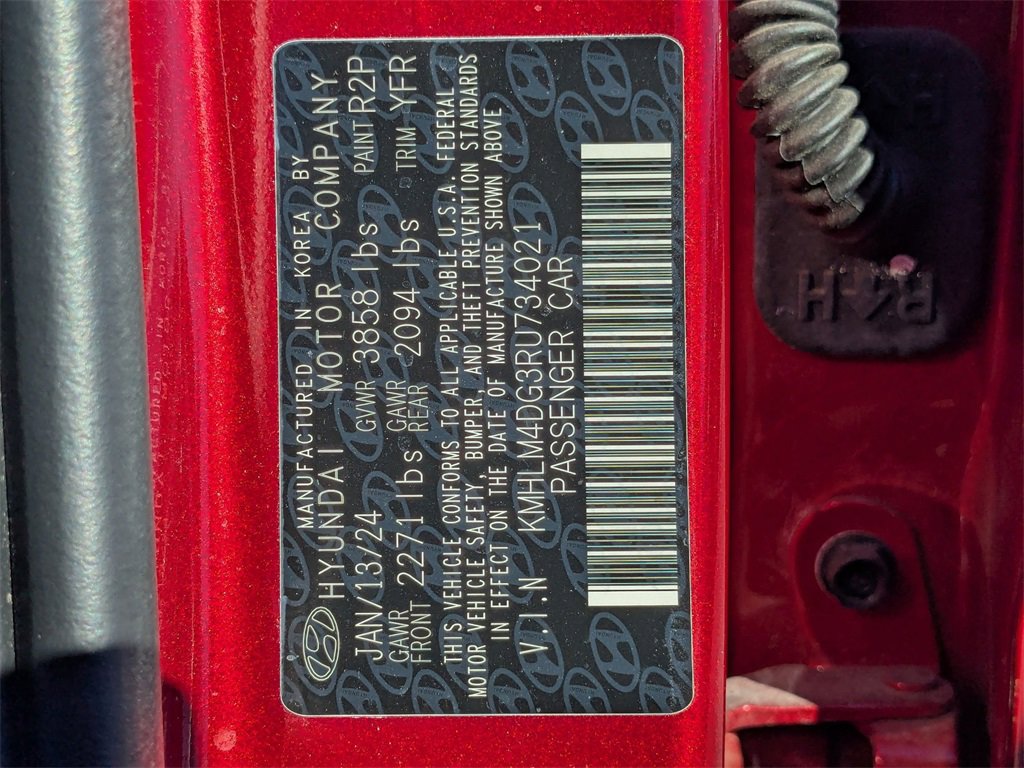 MANUFACTURED IN KOREA BY
HYUNDAI MOTOR COMPANY
JAN/13/24 GVWR 3858 lbs PAINT R2P
GAWR FRONT 2271 lbs GAWR REAR 2094 lbs TRIM YFR
THIS VEHICLE CONFORMS TO ALL APPLICABLE U.S.A. FEDERAL
MOTOR VEHICLE SAFETY, BUMPER, AND THEFT PREVENTION STANDARDS
IN EFFECT ON THE DATE OF MANUFACTURE SHOWN ABOVE
V.I.N KMHLM4DG3RU734021
PASSENGER CAR